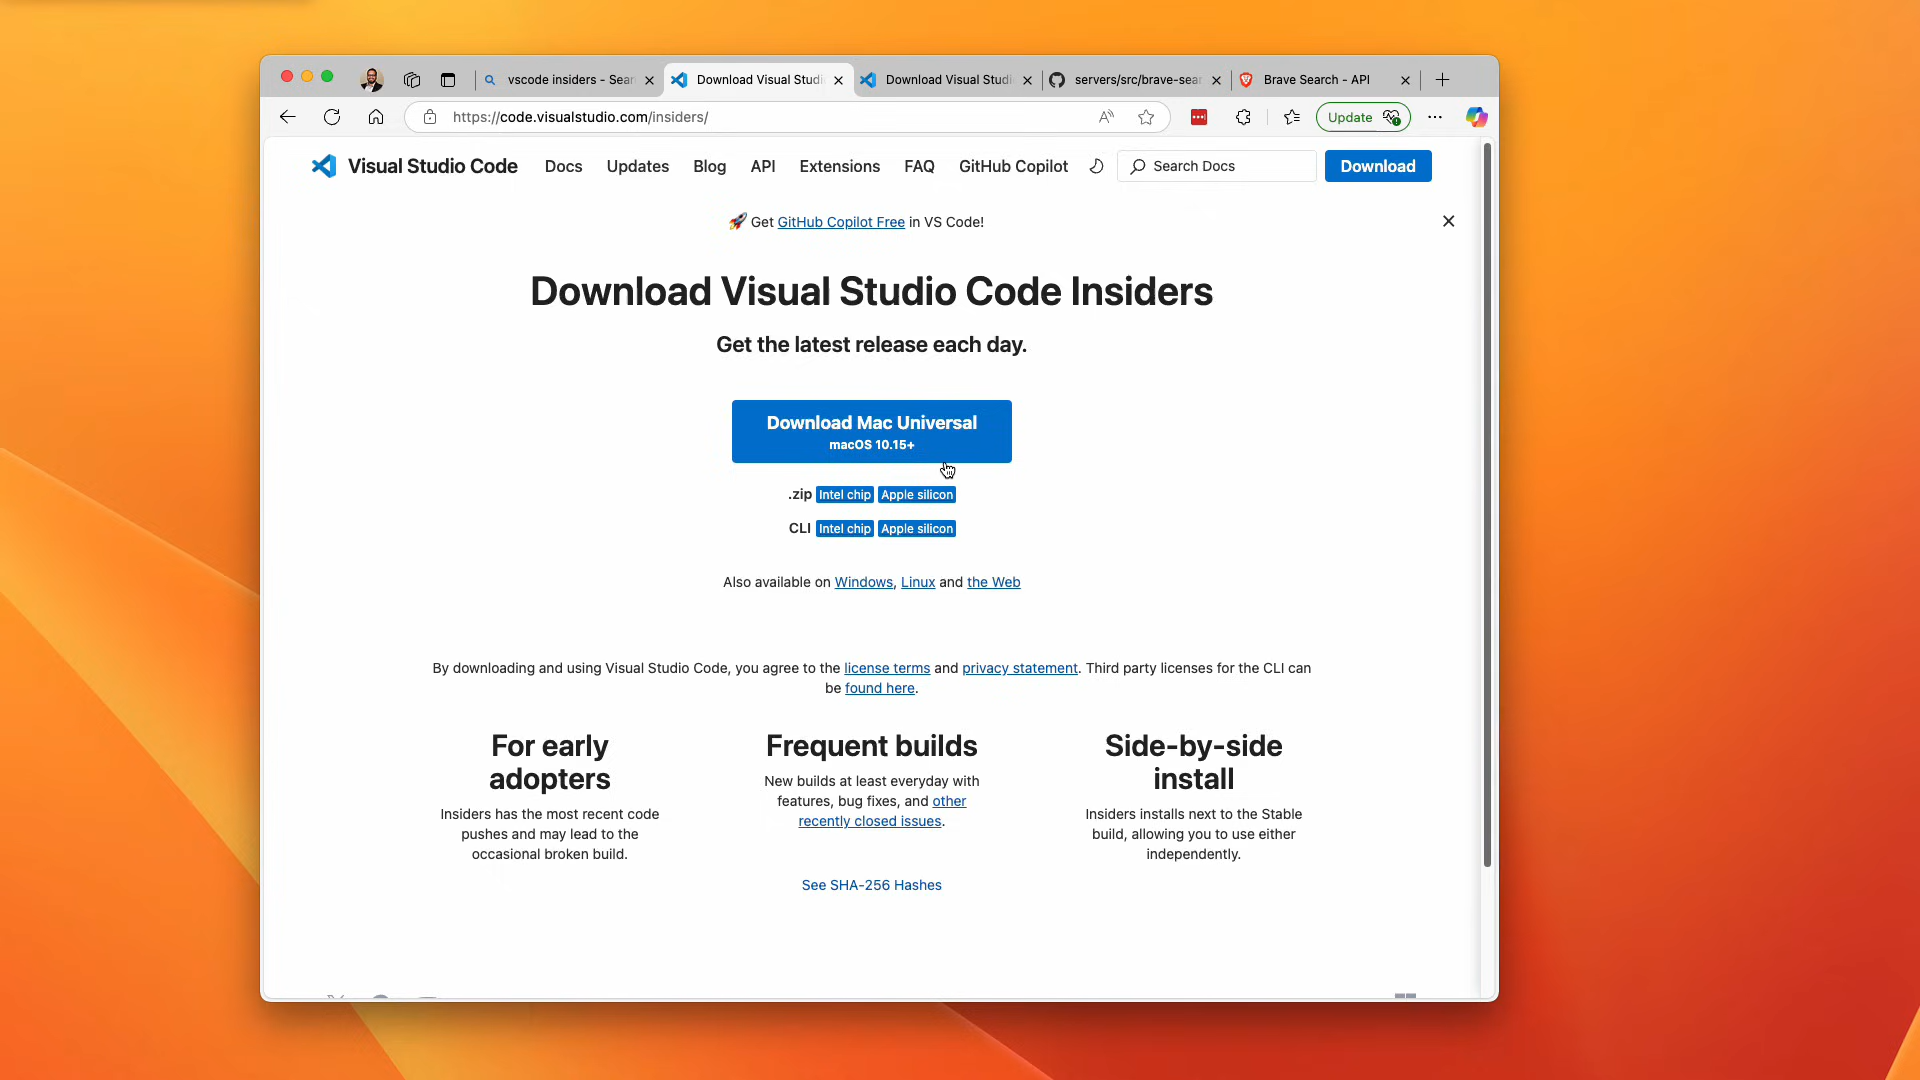 vscode insiders - Sear
Download Visual Studi
Download Visual Studi
servers/src/brave-sear
Brave Search - API
https://code.visualstudio.com/insiders/
Update
Visual Studio Code
Docs
Updates
Blog
API
Extensions
FAQ
GitHub Copilot
Search Docs
Download
🚀 Get GitHub Copilot Free in VS Code!
Download Visual Studio Code Insiders
Get the latest release each day.
Download Mac Universal
macOS 10.15+
.zip Intel chip Apple silicon
CLI Intel chip Apple silicon
Also available on Windows, Linux and the Web
By downloading and using Visual Studio Code, you agree to the license terms and privacy statement. Third party licenses for the CLI can
be found here.
For early
adopters
Insiders has the most recent code
pushes and may lead to the
occasional broken build.
Frequent builds
New builds at least everyday with
features, bug fixes, and other
recently closed issues.
Side-by-side
install
Insiders installs next to the Stable
build, allowing you to use either
independently.
See SHA-256 Hashes